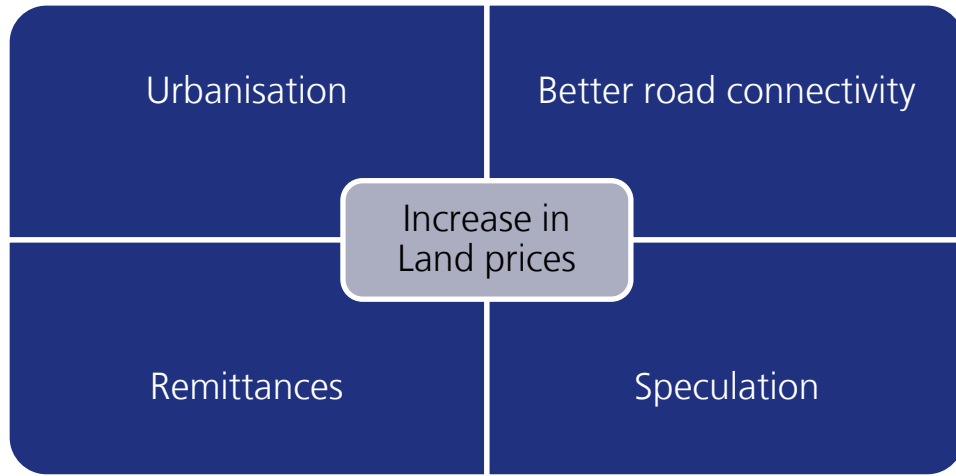 Urbanisation
Better road connectivity
Increase in
Land prices
Remittances
Speculation